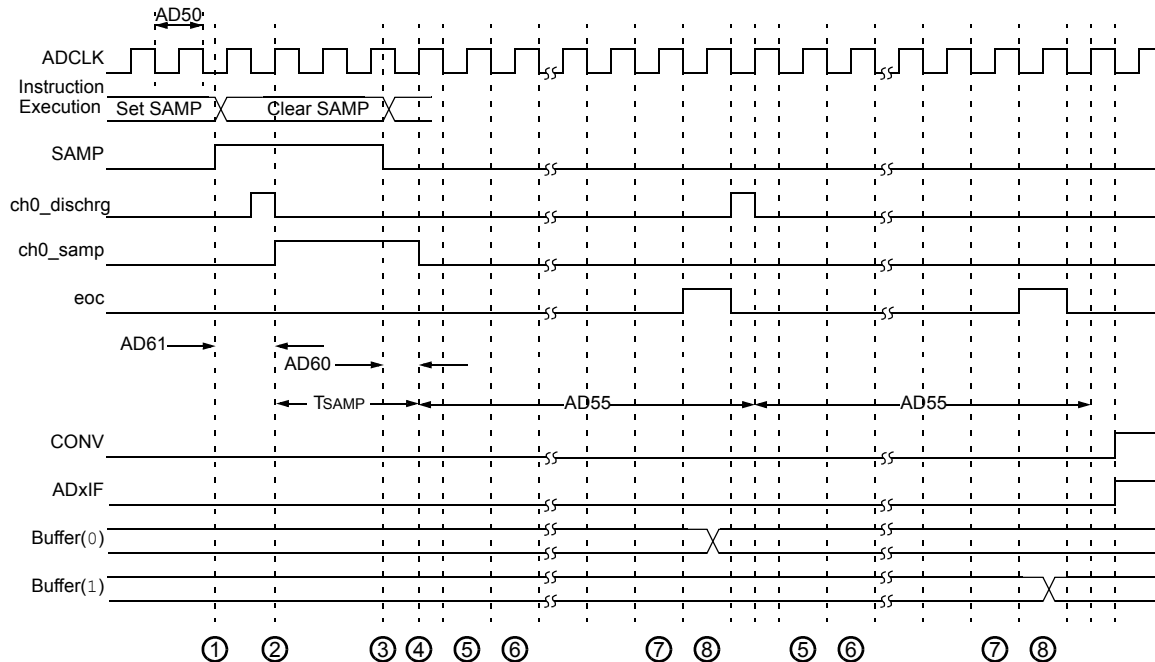 AD50
ADCLK
Instruction
Execution Set SAMP Clear SAMP
SAMP
ch0_dischrg
ch0_samp
eoc
AD61
AD60
TSAMP AD55 AD55
CONV
ADxIF
Buffer(0)
Buffer(1)
① ② ③ ④ ⑤ ⑥ ⑦ ⑧ ⑤ ⑥ ⑦ ⑧